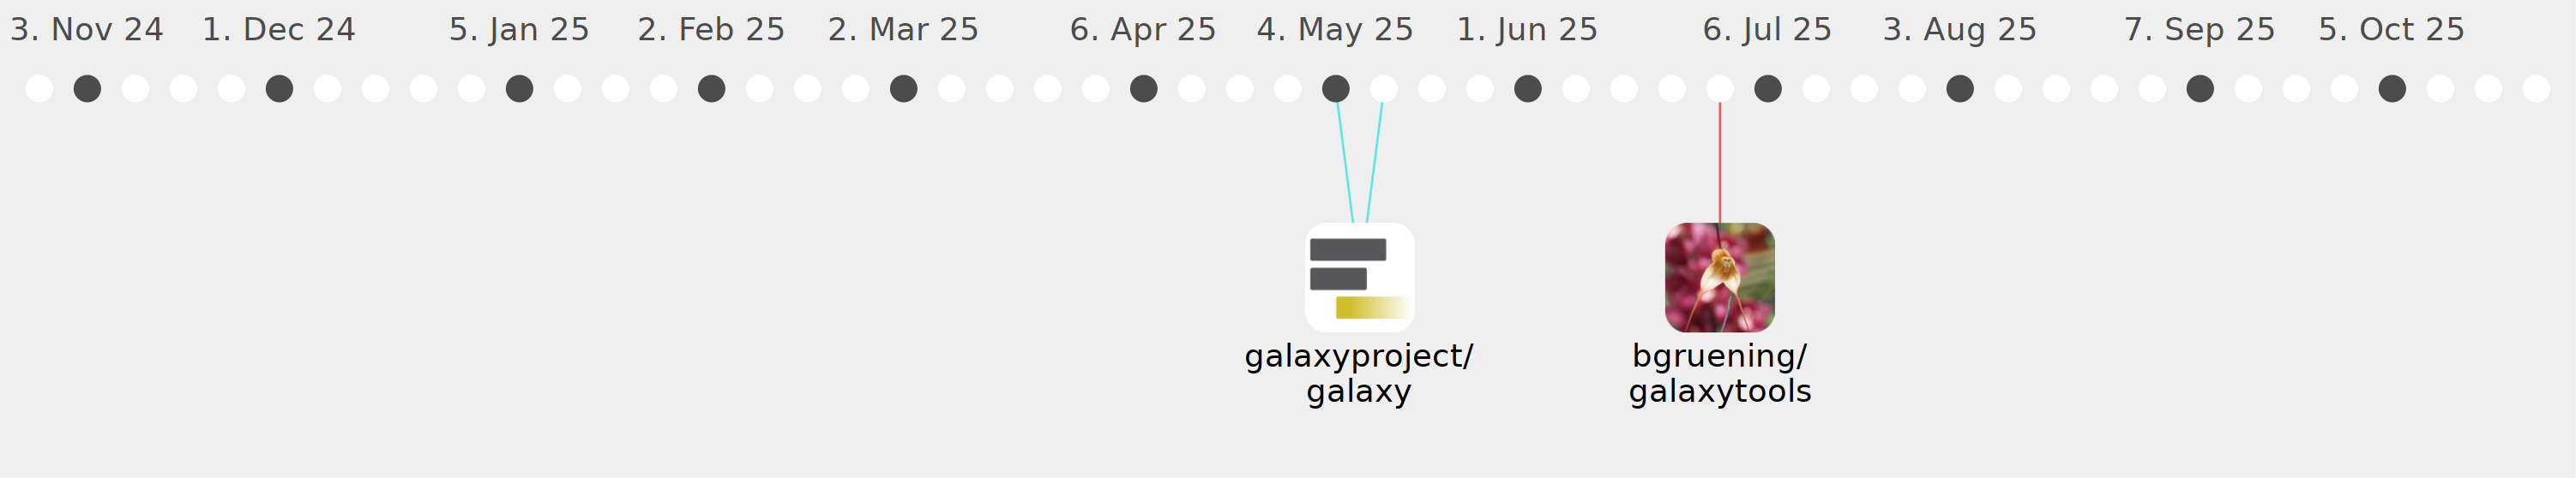 3. Nov 24 1. Dec 24 5. Jan 25 2. Feb 25 2. Mar 25 6. Apr 25 4. May 25 1. Jun 25 6. Jul 25 3. Aug 25 7. Sep 25 5. Oct 25
galaxyproject/
galaxy
bgruening/
galaxytools